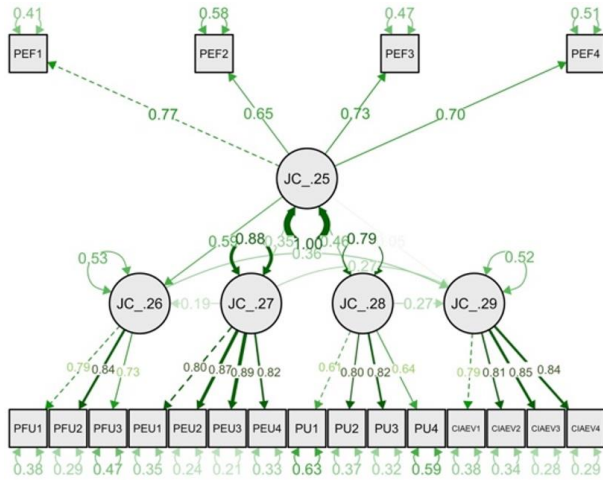 0.41 0.58 0.47 0.51
PEF1 PEF2 PEF3 PEF4
0.77 0.65 0.73 0.70
JC_.25
0.59 0.88 0.35 1.00 0.46 0.79
0.36
0.53 0.27 0.52
JC_.26 0.19 JC_.27 JC_.28 0.27 JC_.29
0.79 0.84 0.73 0.80 0.87 0.89 0.82 0.80 0.82 0.64 0.79 0.81 0.85 0.84
PFU1 PFU2 PFU3 PEU1 PEU2 PEU3 PEU4 PU1 PU2 PU3 PU4 CIAEV1 CIAEV2 CIAEV3 CIAEV4
0.38 0.29 0.47 0.35 0.24 0.21 0.33 0.63 0.37 0.32 0.59 0.38 0.34 0.28 0.29